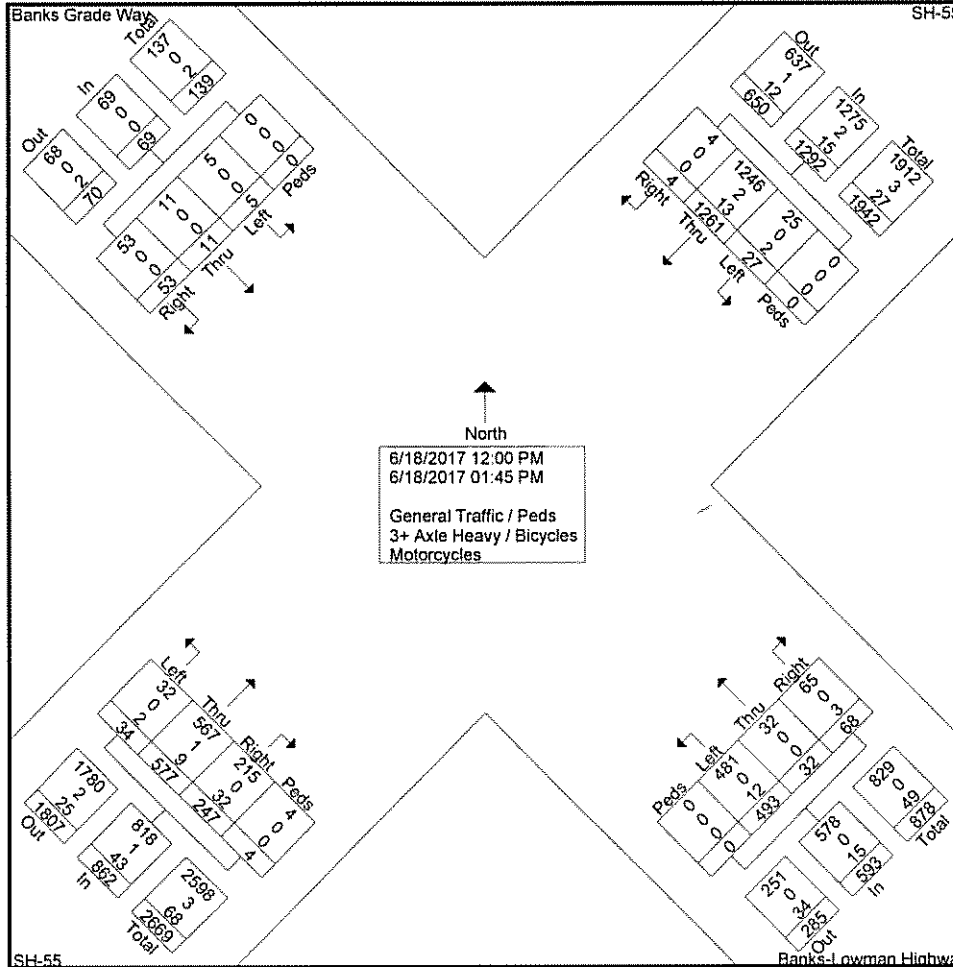 Banks Grade Way
SH-55
Out
68
0
2
70
In
69
0
0
69
Total
137
0
2
139
53
0
0
53
Right
11
0
0
11
Thru
5
0
0
5
Left
0
0
0
0
Peds
Out
637
1
12
650
In
1275
2
15
1292
Total
1912
3
27
1942
4
0
0
4
Right
1246
2
13
1261
Thru
25
0
2
27
Left
0
0
0
0
Peds
North
6/18/2017 12:00 PM
6/18/2017 01:45 PM
General Traffic / Peds
3+ Axle Heavy / Bicycles
Motorcycles
Left
32
0
2
34
Thru
567
1
9
577
Right
215
0
32
247
Peds
4
0
0
4
1780
2
25
1807
Out
818
1
43
862
In
2598
3
68
2669
Total
Peds
0
0
0
0
Left
481
0
12
493
Thru
32
0
0
32
Right
65
0
3
68
251
0
34
285
Out
578
0
15
593
In
829
0
49
878
Total
SH-55
Banks-Lowman Highwa